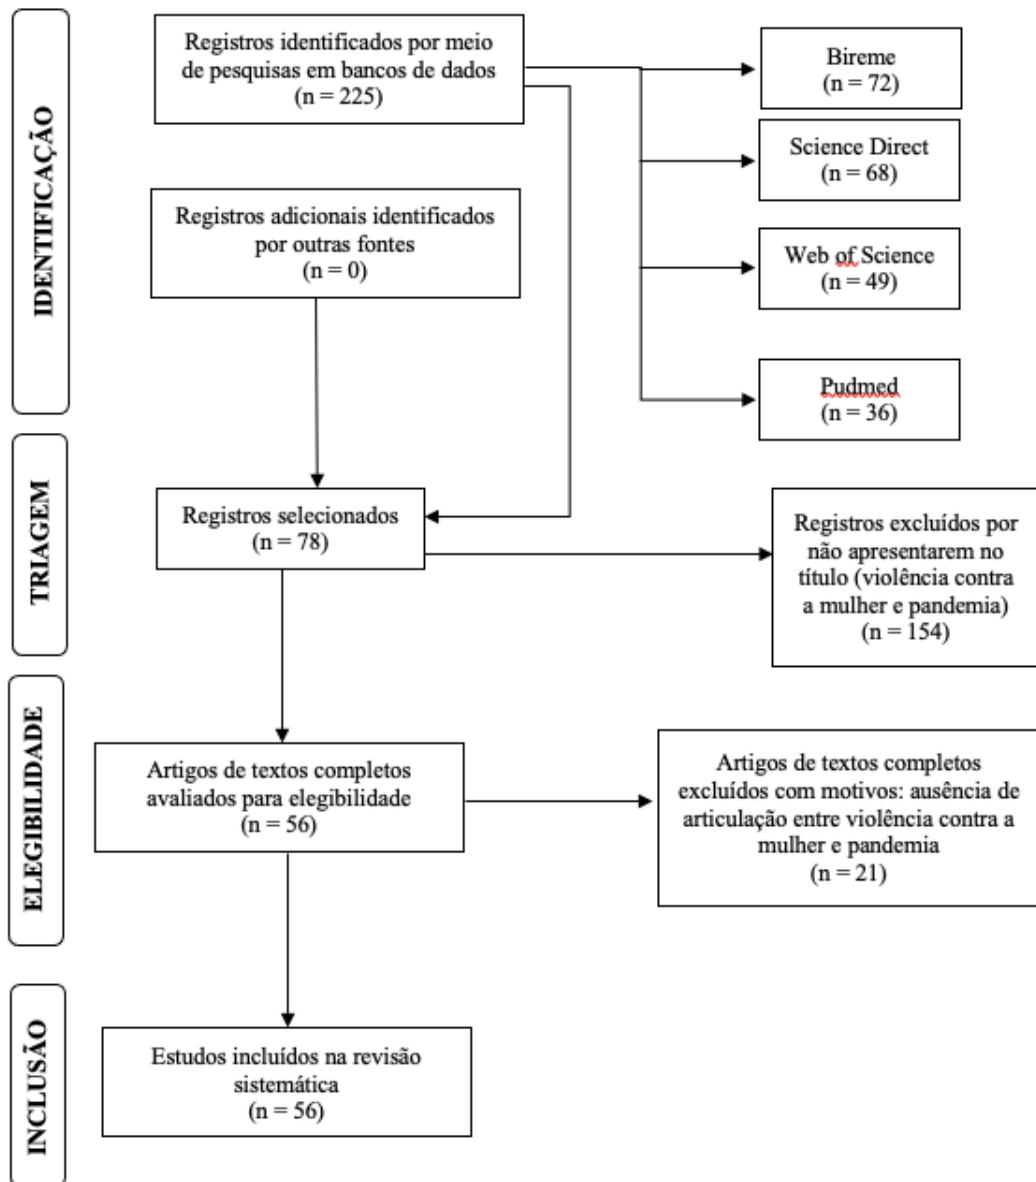 IDENTIFICAÇÃO
Registros identificados por meio
de pesquisas em bancos de dados
(n = 225)
Bireme
(n = 72)
Science Direct
(n = 68)
Registros adicionais identificados
por outras fontes
(n = 0)
Web of Science
(n = 49)
Pudmed
(n = 36)
TRIAGEM
Registros selecionados
(n = 78)
Registros excluídos por
não apresentarem no
título (violência contra
a mulher e pandemia)
(n = 154)
ELEGIBILIDADE
Artigos de textos completos
avaliados para elegibilidade
(n = 56)
Artigos de textos completos
excluídos com motivos: ausência de
articulação entre violência contra a
mulher e pandemia
(n = 21)
INCLUSÃO
Estudos incluídos na revisão
sistemática
(n = 56)